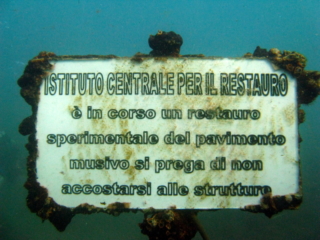 ISTITUTO CENTRALE PER IL RESTAURO
è in corso un restauro
sperimentale del pavimento
musivo si prega di non
accostarsi alle strutture